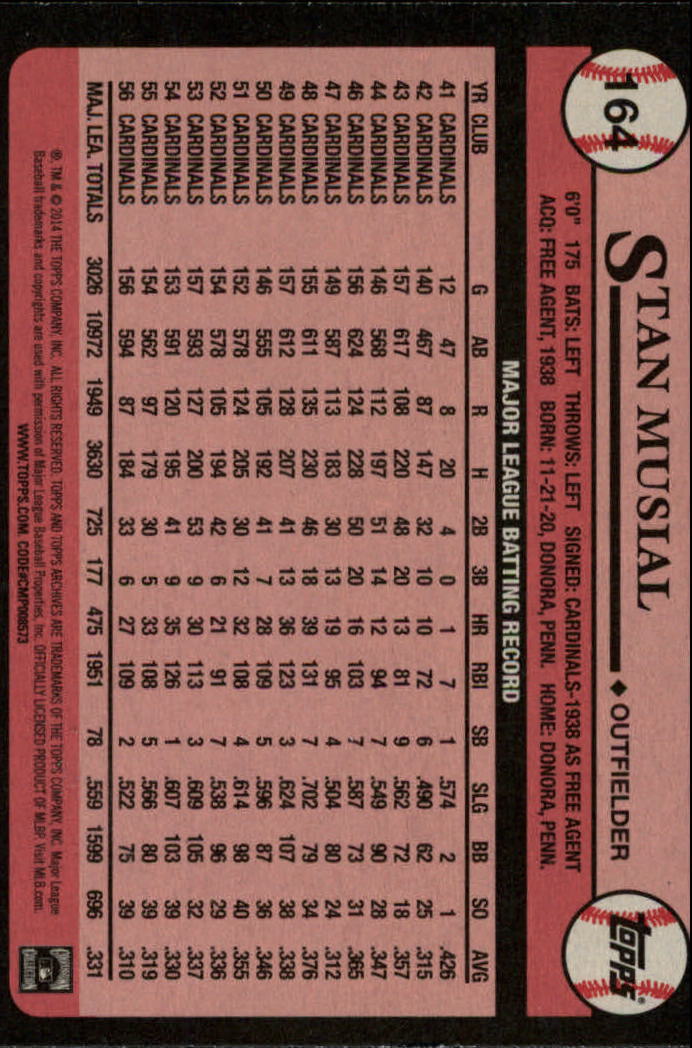 164
STAN MUSIAL ◆ OUTFIELDER
topps®
6'0" 175 BATS: LEFT THROWS: LEFT SIGNED: CARDINALS-1938 AS FREE AGENT
ACQ: FREE AGENT, 1938 BORN: 11-21-20, DONORA, PENN. HOME: DONORA, PENN.
MAJOR LEAGUE BATTING RECORD
YR CLUB G AB R H 2B 3B HR RBI SB SLG BB SO AVG
41 CARDINALS 12 47 8 20 4 0 1 7 1 .574 2 1 .426
42 CARDINALS 140 467 87 147 32 10 10 72 6 .490 62 25 .315
43 CARDINALS 157 617 108 220 48 20 13 81 9 .562 72 18 .357
44 CARDINALS 146 568 112 197 51 14 12 94 7 .549 90 28 .347
46 CARDINALS 156 624 124 228 50 20 16 103 7 .587 73 31 .365
47 CARDINALS 149 587 113 183 30 13 19 95 4 .504 80 24 .312
48 CARDINALS 155 611 135 230 46 18 39 131 7 .702 79 34 .376
49 CARDINALS 157 612 128 207 41 13 36 123 3 .624 107 38 .338
50 CARDINALS 146 555 105 192 41 7 28 109 5 .596 87 36 .346
51 CARDINALS 152 578 124 205 30 12 32 108 4 .614 98 40 .355
52 CARDINALS 154 578 105 194 42 6 21 91 7 .538 96 29 .336
53 CARDINALS 157 593 127 200 53 9 30 113 3 .609 105 32 .337
54 CARDINALS 153 591 120 195 41 9 35 126 1 .607 103 39 .330
55 CARDINALS 154 562 97 179 30 5 33 108 5 .566 80 39 .319
56 CARDINALS 156 594 87 184 33 6 27 109 2 .522 75 39 .310
MAJ. LEA. TOTALS 3026 10972 1949 3630 725 177 475 1951 78 .559 1599 696 .331
®, TM & © 2014 THE TOPPS COMPANY, INC. ALL RIGHTS RESERVED. TOPPS AND TOPPS ARCHIVES ARE TRADEMARKS OF THE TOPPS COMPANY, INC. Major League
Baseball trademarks and copyrights are used with permission of Major League Baseball Properties, Inc. OFFICIALLY LICENSED PRODUCT OF MLBP. Visit MLB.com.
WWW.TOPPS.COM. CODE#CMP008573